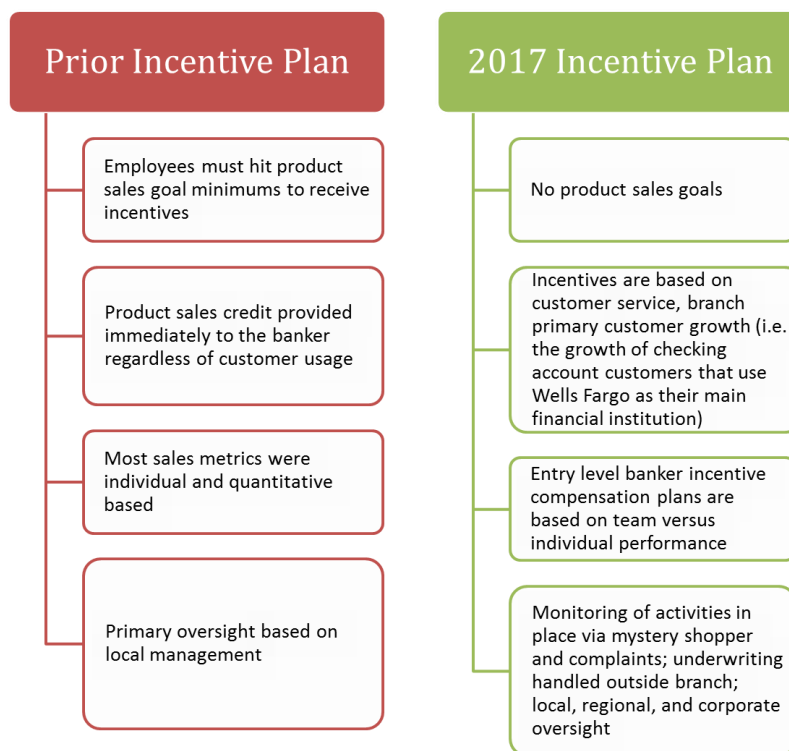 Prior Incentive Plan
Employees must hit product
sales goal minimums to receive
incentives
Product sales credit provided
immediately to the banker
regardless of customer usage
Most sales metrics were
individual and quantitative
based
Primary oversight based on
local management
2017 Incentive Plan
No product sales goals
Incentives are based on
customer service, branch
primary customer growth (i.e.
the growth of checking
account customers that use
Wells Fargo as their main
financial institution)
Entry level banker incentive
compensation plans are
based on team versus
individual performance
Monitoring of activities in
place via mystery shopper
and complaints; underwriting
handled outside branch;
local, regional, and corporate
oversight